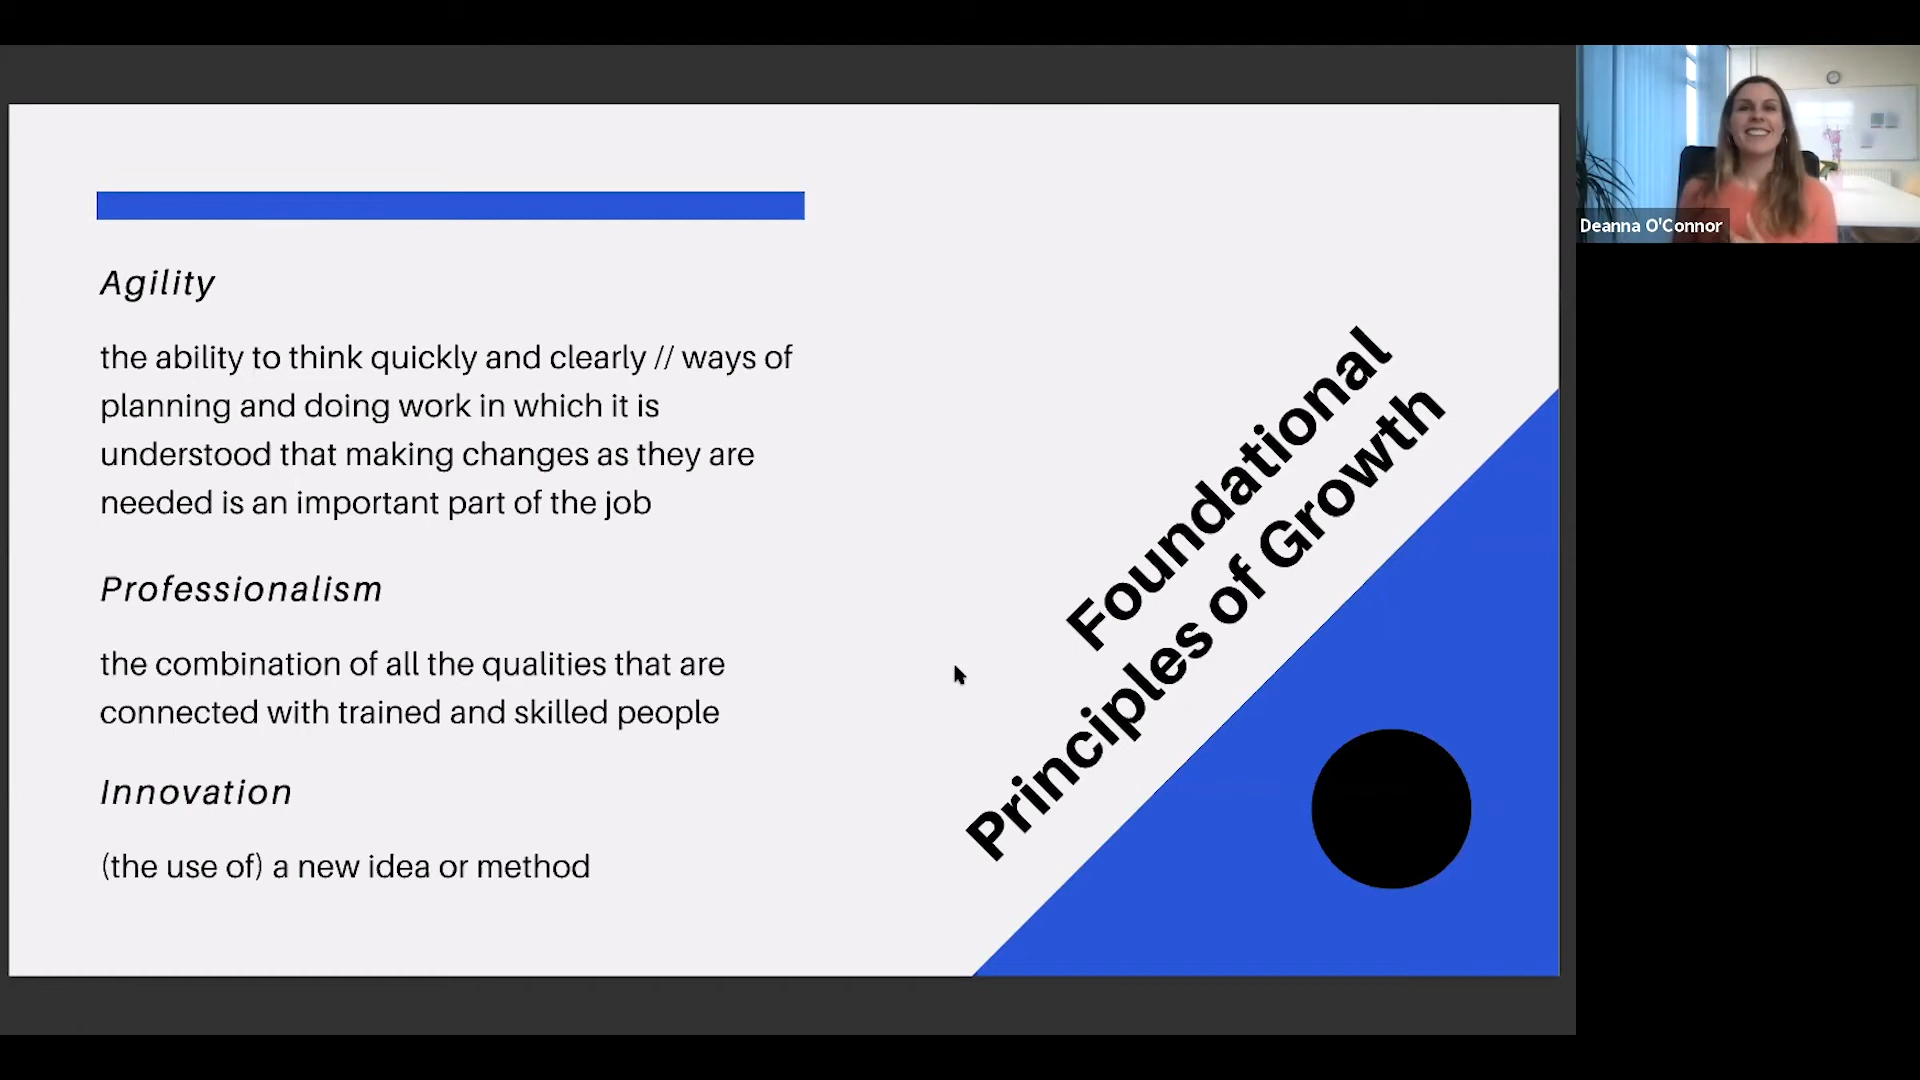 Agility
the ability to think quickly and clearly // ways of
planning and doing work in which it is
understood that making changes as they are
needed is an important part of the job
Professionalism
the combination of all the qualities that are
connected with trained and skilled people
Innovation
(the use of) a new idea or method
Foundational
Principles of Growth
Deanna O'Connor